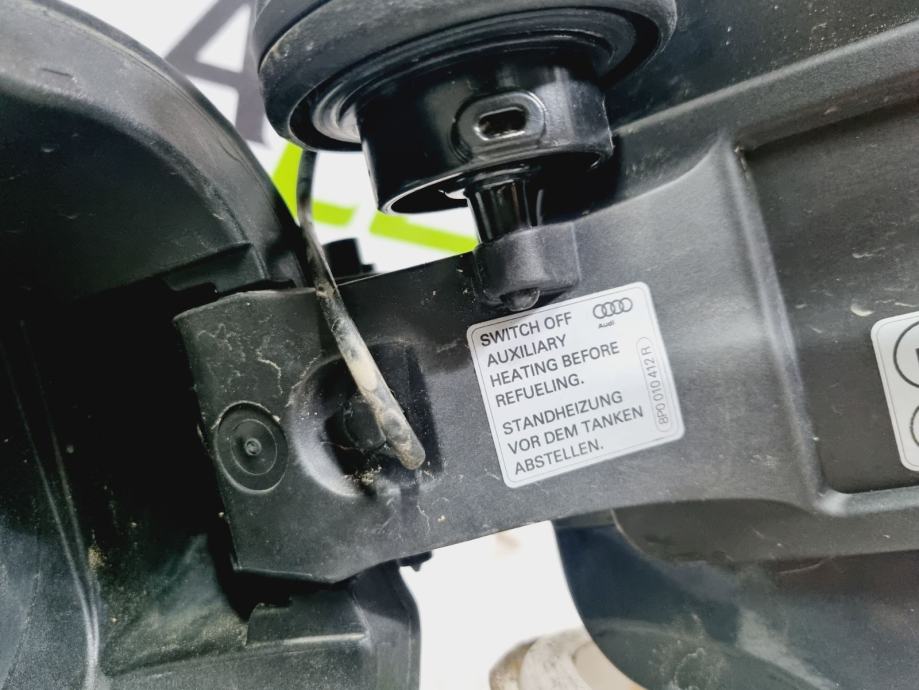 SWITCH OFF
AUXILIARY
HEATING BEFORE
REFUELING.
STANDHEIZUNG
VOR DEM TANKEN
ABSTELLEN.
Audi
8P0 010 412 R